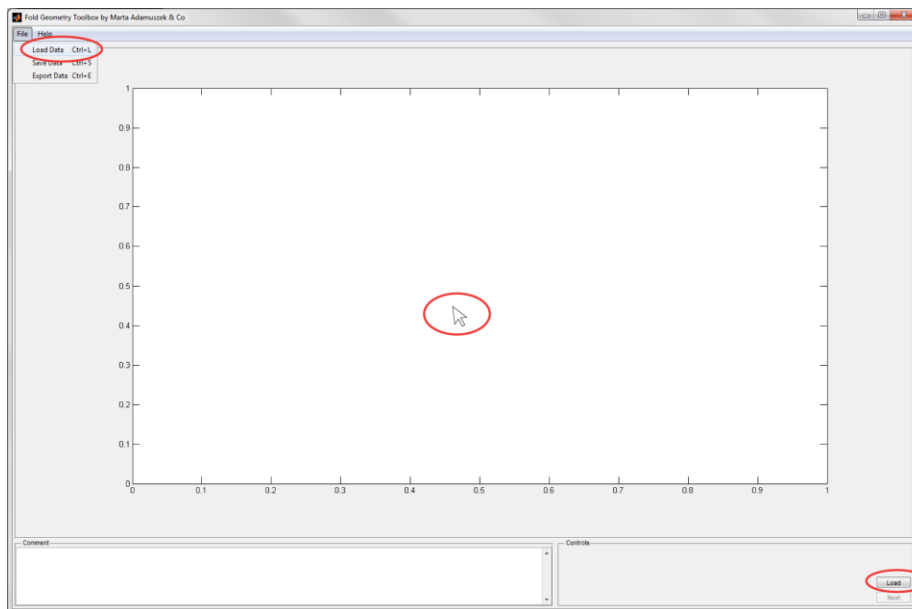 Fold Geometry Toolbox by Marta Adamuszek & Co
File Help
Load Data Ctrl+L
Save Data Ctrl+S
Export Data Ctrl+E
1
0.9
0.8
0.7
0.6
0.5
0.4
0.3
0.2
0.1
0
0 0.1 0.2 0.3 0.4 0.5 0.6 0.7 0.8 0.9 1
Comment Controls
Load
Next